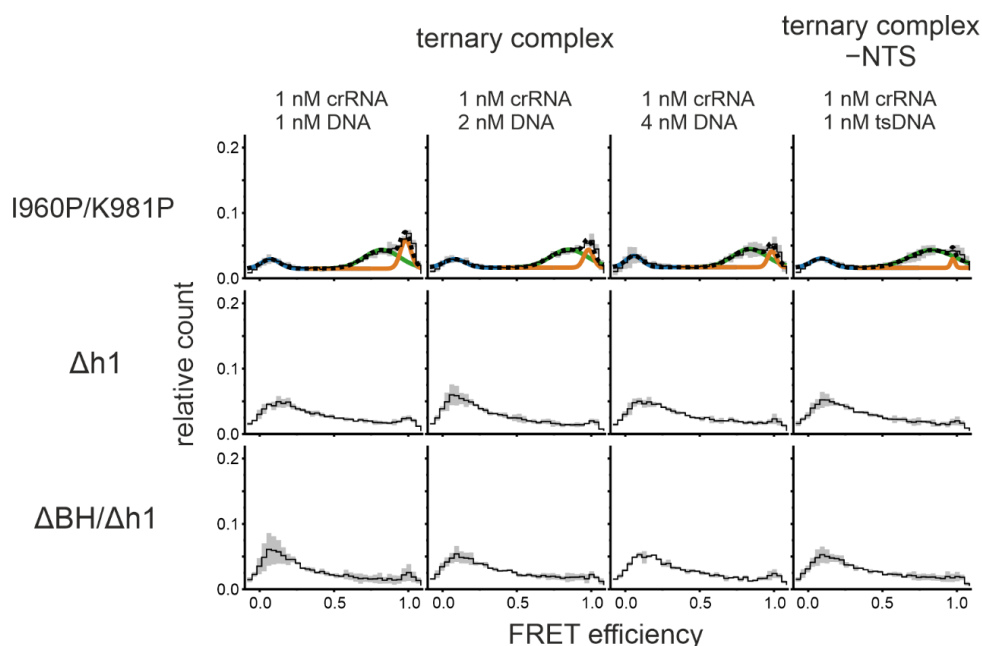 ternary complex
ternary complex
−NTS
1 nM crRNA
1 nM DNA
1 nM crRNA
2 nM DNA
1 nM crRNA
4 nM DNA
1 nM crRNA
1 nM tsDNA
I960P/K981P
0.2
0.1
0.0
Δh1
0.2
0.1
0.0
relative count
ΔBH/Δh1
0.2
0.1
0.0
0.0 0.5 1.0 0.0 0.5 1.0 0.0 0.5 1.0 0.0 0.5 1.0
FRET efficiency